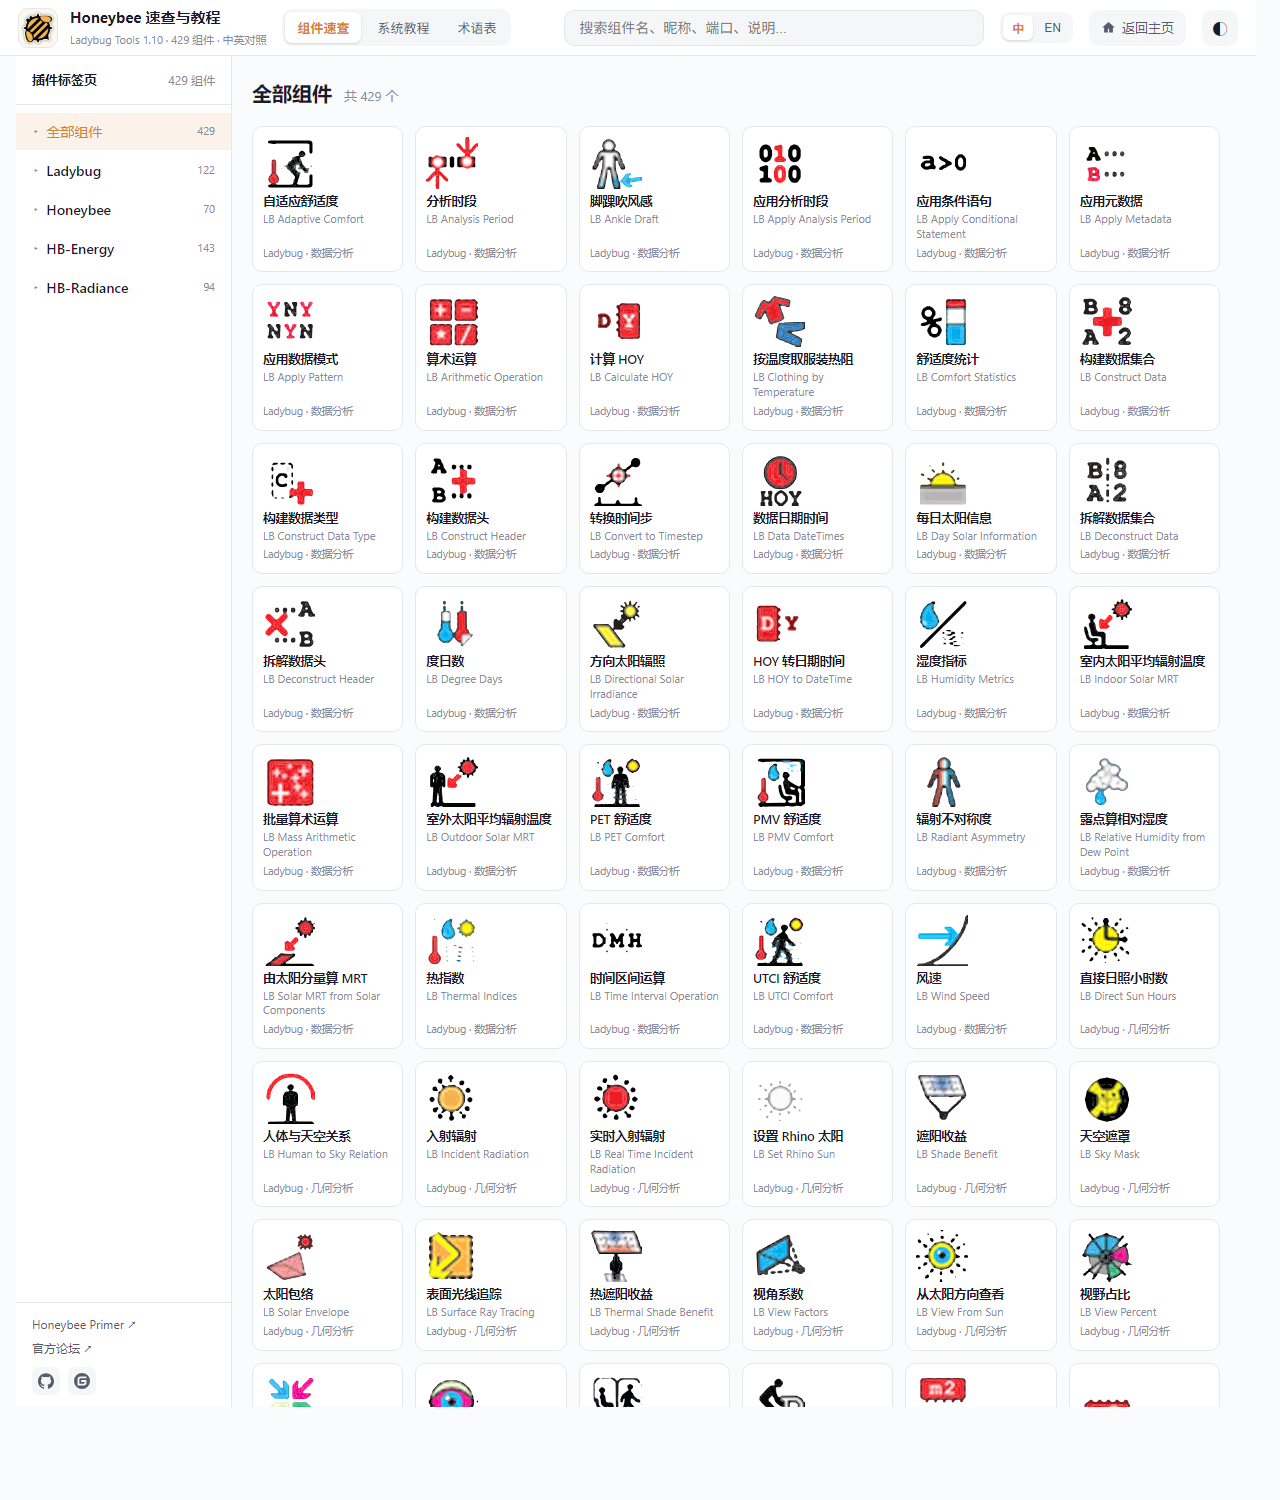 Honeybee 速查与教程
Ladybug Tools 1.10 · 429 组件 · 中英对照
组件速查
系统教程
术语表
搜索组件名、昵称、端口、说明...
中
EN
返回主页
插件标签页
429 组件
全部组件
429
Ladybug
122
Honeybee
70
HB-Energy
143
HB-Radiance
94
Honeybee Primer ↗
官方论坛 ↗
全部组件
共 429 个
自适应舒适度
LB Adaptive Comfort
Ladybug · 数据分析
分析时段
LB Analysis Period
Ladybug · 数据分析
脚踝吹风感
LB Ankle Draft
Ladybug · 数据分析
010
100
应用分析时段
LB Apply Analysis Period
Ladybug · 数据分析
a>0
应用条件语句
LB Apply Conditional
Statement
Ladybug · 数据分析
A
B
应用元数据
LB Apply Metadata
Ladybug · 数据分析
YNY
NYN
应用数据模式
LB Apply Pattern
Ladybug · 数据分析
算术运算
LB Arithmetic Operation
Ladybug · 数据分析
D Y
计算 HOY
LB Calculate HOY
Ladybug · 数据分析
按温度取服装热阻
LB Clothing by
Temperature
Ladybug · 数据分析
舒适度统计
LB Comfort Statistics
Ladybug · 数据分析
B 8
A 2
构建数据集合
LB Construct Data
Ladybug · 数据分析
C
构建数据类型
LB Construct Data Type
Ladybug · 数据分析
A
B
构建数据头
LB Construct Header
Ladybug · 数据分析
转换时间步
LB Convert to Timestep
Ladybug · 数据分析
HOY
数据日期时间
LB Data DateTimes
Ladybug · 数据分析
每日太阳信息
LB Day Solar Information
Ladybug · 数据分析
B 8
A 2
拆解数据集合
LB Deconstruct Data
Ladybug · 数据分析
A
B
拆解数据头
LB Deconstruct Header
Ladybug · 数据分析
度日数
LB Degree Days
Ladybug · 数据分析
方向太阳辐照
LB Directional Solar
Irradiance
Ladybug · 数据分析
D Y
HOY 转日期时间
LB HOY to DateTime
Ladybug · 数据分析
湿度指标
LB Humidity Metrics
Ladybug · 数据分析
室内太阳平均辐射温度
LB Indoor Solar MRT
Ladybug · 数据分析
批量算术运算
LB Mass Arithmetic
Operation
Ladybug · 数据分析
室外太阳平均辐射温度
LB Outdoor Solar MRT
Ladybug · 数据分析
PET 舒适度
LB PET Comfort
Ladybug · 数据分析
PMV 舒适度
LB PMV Comfort
Ladybug · 数据分析
辐射不对称度
LB Radiant Asymmetry
Ladybug · 数据分析
露点算相对湿度
LB Relative Humidity from
Dew Point
Ladybug · 数据分析
由太阳分量算 MRT
LB Solar MRT from Solar
Components
Ladybug · 数据分析
热指数
LB Thermal Indices
Ladybug · 数据分析
DMH
时间区间运算
LB Time Interval Operation
Ladybug · 数据分析
UTCI 舒适度
LB UTCI Comfort
Ladybug · 数据分析
风速
LB Wind Speed
Ladybug · 数据分析
直接日照小时数
LB Direct Sun Hours
Ladybug · 几何分析
人体与天空关系
LB Human to Sky Relation
Ladybug · 几何分析
入射辐射
LB Incident Radiation
Ladybug · 几何分析
实时入射辐射
LB Real Time Incident
Radiation
Ladybug · 几何分析
设置 Rhino 太阳
LB Set Rhino Sun
Ladybug · 几何分析
遮阳收益
LB Shade Benefit
Ladybug · 几何分析
天空遮罩
LB Sky Mask
Ladybug · 几何分析
太阳包络
LB Solar Envelope
Ladybug · 几何分析
表面光线追踪
LB Surface Ray Tracing
Ladybug · 几何分析
热遮阳收益
LB Thermal Shade Benefit
Ladybug · 几何分析
视角系数
LB View Factors
Ladybug · 几何分析
从太阳方向查看
LB View From Sun
Ladybug · 几何分析
视野占比
LB View Percent
Ladybug · 几何分析
m2